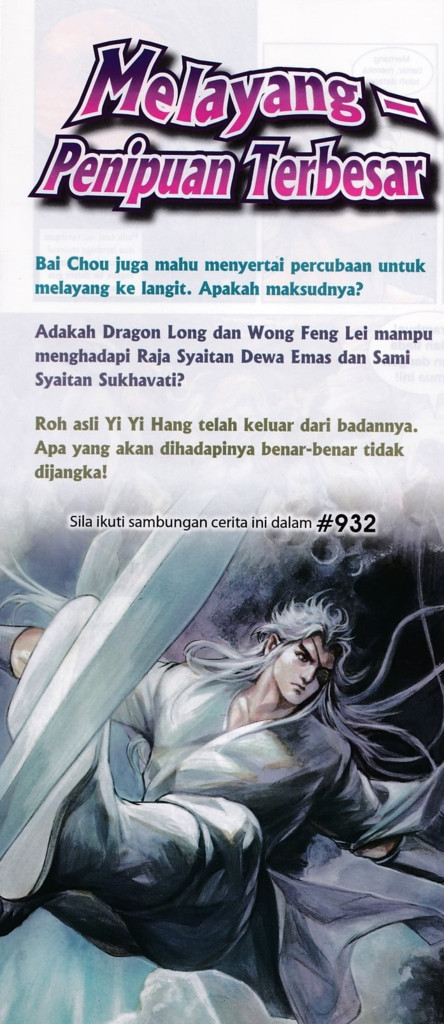 Melayang –
Penipuan Terbesar
Bai Chou juga mahu menyertai percubaan untuk
melayang ke langit. Apakah maksudnya?
Adakah Dragon Long dan Wong Feng Lei mampu
menghadapi Raja Syaitan Dewa Emas dan Sami
Syaitan Sukhavati?
Roh asli Yi Yi Hang telah keluar dari badannya.
Apa yang akan dihadapinya benar-benar tidak
dijangka!
Sila ikuti sambungan cerita ini dalam #932